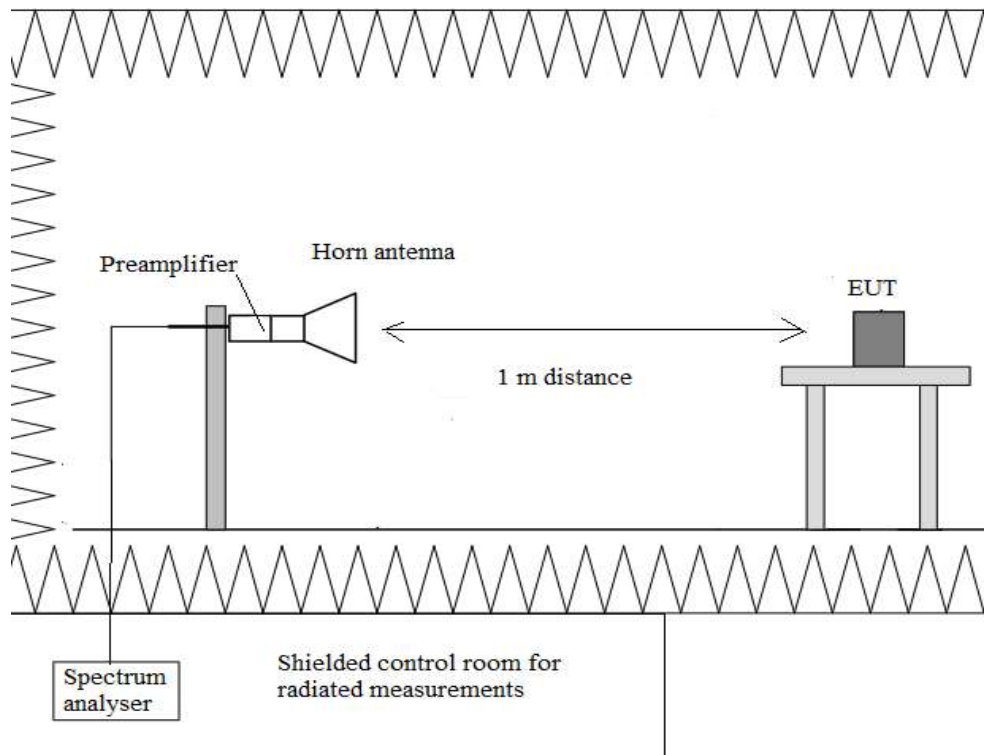 Horn antenna
Preamplifier
EUT
1 m distance
Shielded control room for
radiated measurements
Spectrum
analyser